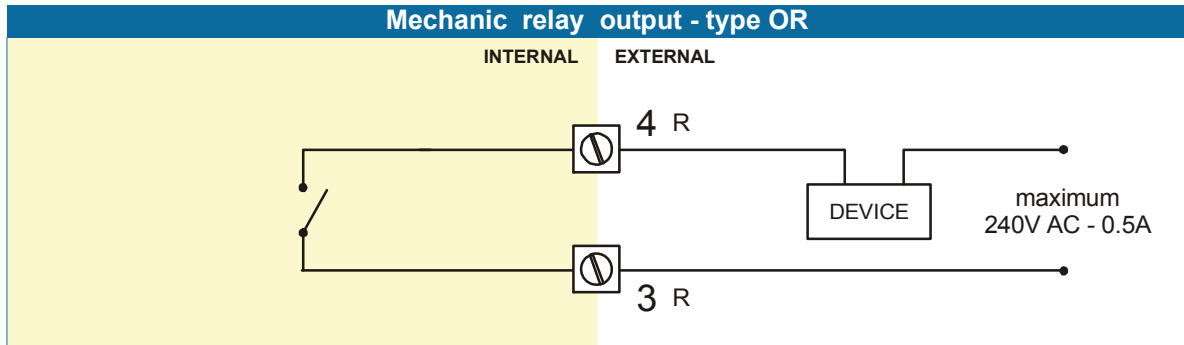 Mechanic relay output - type OR
INTERNAL EXTERNAL
4 R
DEVICE
maximum
240V AC - 0.5A
3 R